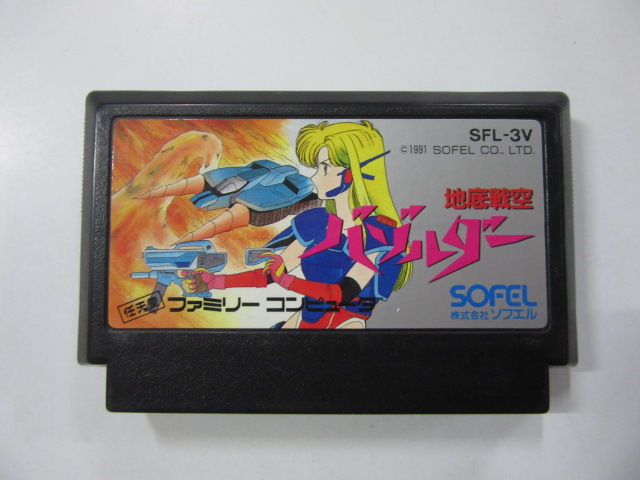 SFL-3V
©1991 SOFEL CO., LTD.
地底戦空
バゾルダー
SOFEL
株式会社ソフエル
任天堂
ファミリー コンピュータ